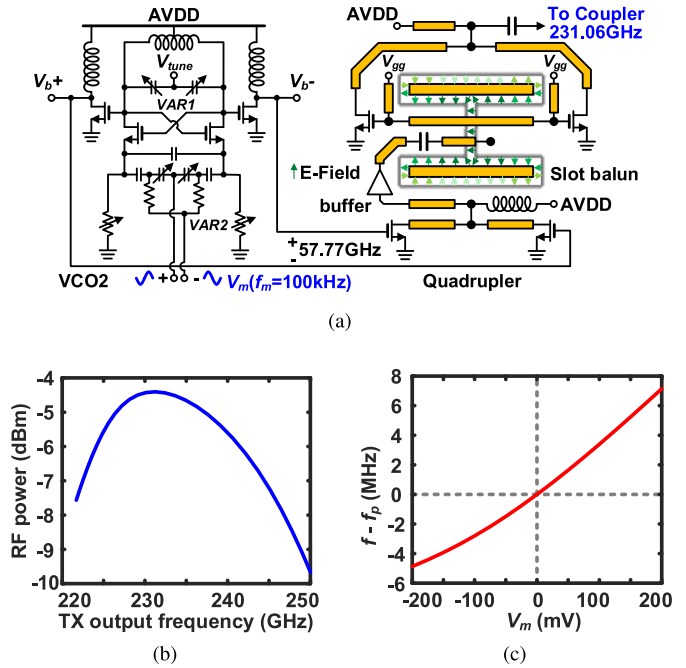 AVDD
AVDD
To Coupler
231.06GHz
Vb+
Vtune
Vb-
VAR1
Vgg
Vgg
E-Field
Slot balun
buffer
AVDD
VAR2
+
-
57.77GHz
VCO2
+
-
Vm(fm=100kHz)
Quadrupler
(a)
RF power (dBm)
-4
-5
-6
-7
-8
-9
-10
220 230 240 250
TX output frequency (GHz)
(b)
f - fp (MHz)
8
6
4
2
0
-2
-4
-6
-200 -100 0 100 200
Vm (mV)
(c)